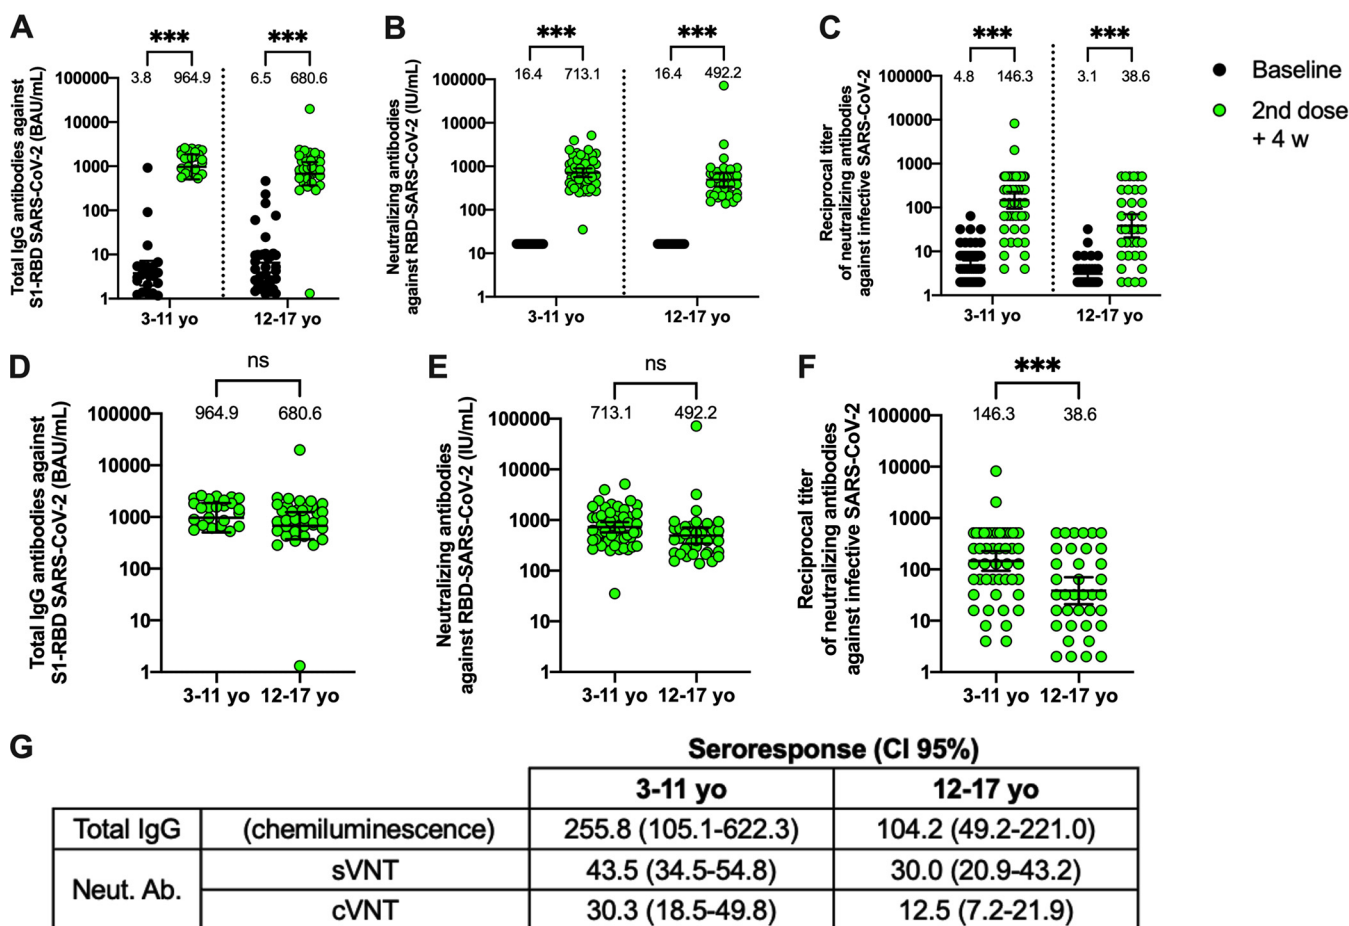 A
Total IgG antibodies against
S1-RBD SARS-CoV-2 (BAU/mL)
***
***
3.8
964.9
6.5
680.6
100000
10000
1000
100
10
1
3-11 yo
12-17 yo
B
Neutralizing antibodies
against RBD-SARS-CoV-2 (IU/mL)
***
***
16.4
713.1
16.4
492.2
100000
10000
1000
100
10
1
3-11 yo
12-17 yo
C
Reciprocal titer
of neutralizing antibodies
against infective SARS-CoV-2
***
***
4.8
146.3
3.1
38.6
100000
10000
1000
100
10
1
3-11 yo
12-17 yo
Baseline
2nd dose
+ 4 w
D
Total IgG antibodies against
S1-RBD SARS-CoV-2 (BAU/mL)
ns
964.9
680.6
100000
10000
1000
100
10
1
3-11 yo
12-17 yo
E
Neutralizing antibodies
against RBD-SARS-CoV-2 (IU/mL)
ns
713.1
492.2
100000
10000
1000
100
10
1
3-11 yo
12-17 yo
F
Reciprocal titer
of neutralizing antibodies
against infective SARS-CoV-2
***
146.3
38.6
100000
10000
1000
100
10
1
3-11 yo
12-17 yo
G
Seroresponse (CI 95%)
3-11 yo
12-17 yo
Total IgG (chemiluminescence) 255.8 (105.1-622.3) 104.2 (49.2-221.0)
Neut. Ab.
sVNT 43.5 (34.5-54.8) 30.0 (20.9-43.2)
cVNT 30.3 (18.5-49.8) 12.5 (7.2-21.9)